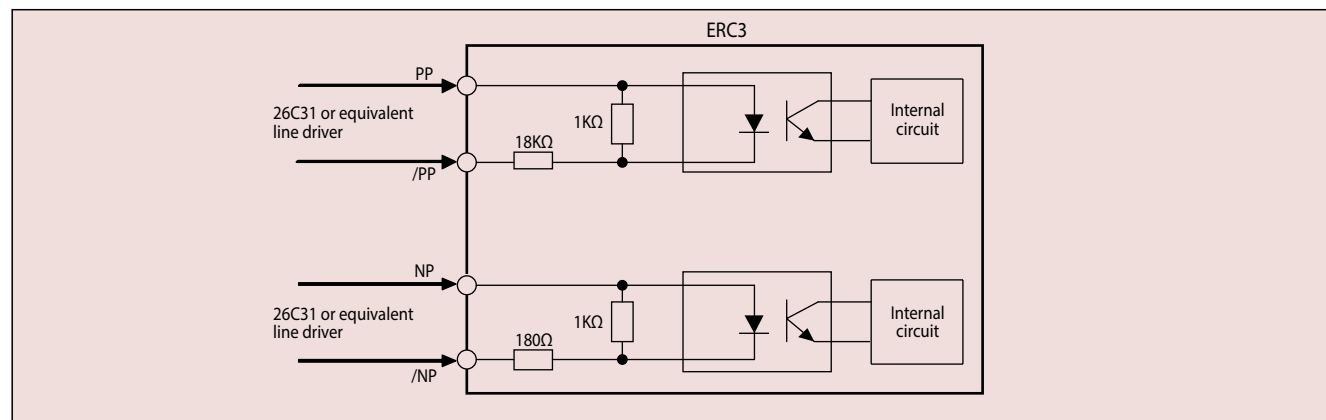 ERC3
PP
26C31 or equivalent
line driver
1KΩ
18KΩ
/PP
Internal
circuit
NP
26C31 or equivalent
line driver
1KΩ
180Ω
/NP
Internal
circuit